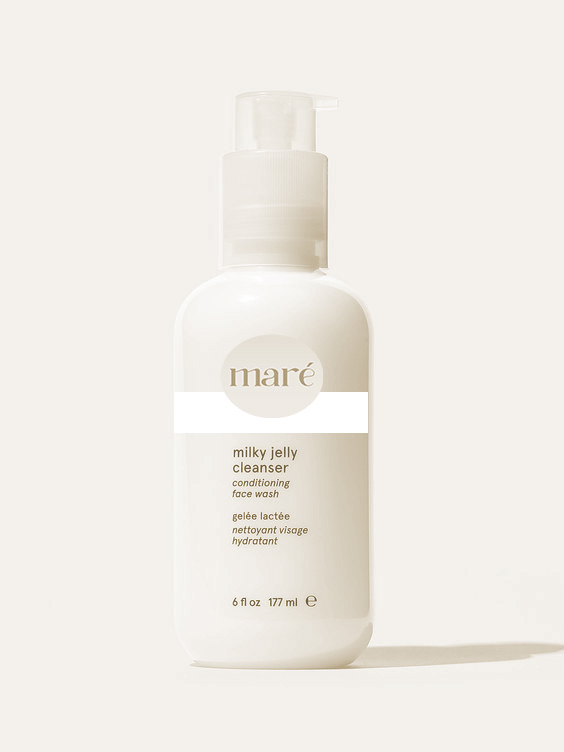 maré
milky jelly
cleanser
conditioning
face wash
gelée lactée
nettoyant visage
hydratant
6 fl oz 177 ml ℮